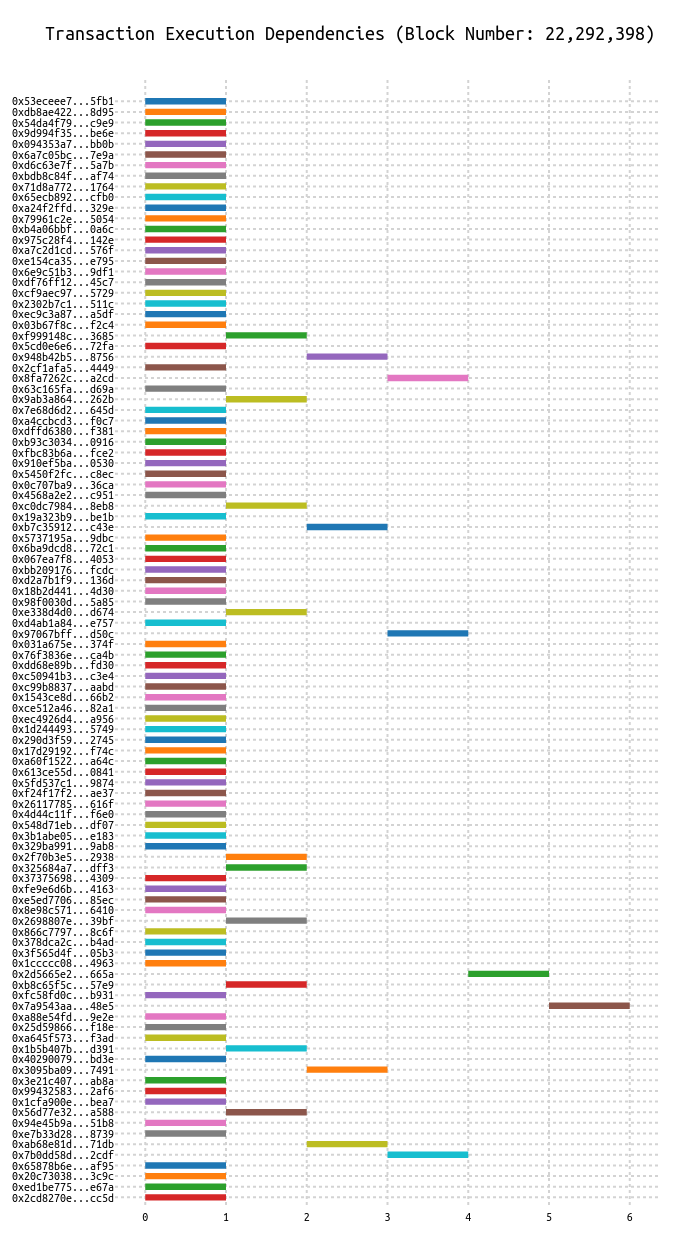 Transaction Execution Dependencies (Block Number: 22,292,398)
0x53eceee7...5fb1
0xdb8ae422...8d95
0x54da4f79...c9e9
0x9d994f35...be6e
0x094353a7...bb0b
0x6a7c05bc...7e9a
0xd6c63e7f...5a7b
0xbdb8c84f...af74
0x71d8a772...1764
0x65ecb892...cfb0
0xa24f2ffd...329e
0x79961c2e...5054
0xb4a06bbf...0a6c
0x975c28f4...142e
0xa7c2d1cd...576f
0xe154ca35...e795
0x6e9c51b3...9df1
0xdf76ff12...45c7
0xcf9aec97...5729
0x2302b7c1...511c
0xec9c3a87...a5df
0x03b67f8c...f2c4
0xf999148c...3685
0x5cd0e6e6...72fa
0x948b42b5...8756
0x2cf1afa5...4449
0x8fa7262c...a2cd
0x63c165fa...d69a
0x9ab3a864...262b
0x7e68d6d2...645d
0xa4ccbcd3...f0c7
0xdffd6380...f381
0xb93c3034...0916
0xfbc83b6a...fce2
0x910ef5ba...0530
0x5450f2fc...c8ec
0x0c707ba9...36ca
0x4568a2e2...c951
0xc0dc7984...8eb8
0x19a323b9...be1b
0xb7c35912...c43e
0x5737195a...9dbc
0x6ba9dcd8...72c1
0x067ea7f8...4053
0xbb209176...fcdc
0xd2a7b1f9...136d
0x18b2d441...4d30
0x98f0030d...5a85
0xe338d4d0...d674
0xd4ab1a84...e757
0x97067bff...d50c
0x031a675e...374f
0x76f3836e...ca4b
0xdd68e89b...fd30
0xc50941b3...c3e4
0xc99b8837...aabd
0x1543ce8d...66b2
0xce512a46...82a1
0xec4926d4...a956
0x1d244493...5749
0x290d3f59...2745
0x17d29192...f74c
0xa60f1522...a64c
0x613ce55d...0841
0x5fd537c1...9874
0xf24f17f2...ae37
0x26117785...616f
0x4d44c11f...f6e0
0x548d71eb...df07
0x3b1abe05...e183
0x329ba991...9ab8
0x2f70b3e5...2938
0x325684a7...dff3
0x37375698...4309
0xfe9e6d6b...4163
0xe5ed7706...85ec
0x8e98c571...6410
0x2698807e...39bf
0x866c7797...8c6f
0x378dca2c...b4ad
0x3f565d4f...05b3
0x1ccccc08...4963
0x2d5665e2...665a
0xb8c65f5c...57e9
0xfc58fd0c...b931
0x7a9543aa...48e5
0xa88e54fd...9e2e
0x25d59866...f18e
0xa645f573...f3ad
0x1b5b407b...d391
0x40290079...bd3e
0x3095ba09...7491
0x3e21c407...ab8a
0x99432583...2af6
0x1cfa900e...bea7
0x56d77e32...a588
0x94e45b9a...51b8
0xe7b33d28...8739
0xab68e81d...71db
0x7b0dd58d...2cdf
0x65878b6e...af95
0x20c73038...3c9c
0xed1be775...e67a
0x2cd8270e...cc5d
0 1 2 3 4 5 6